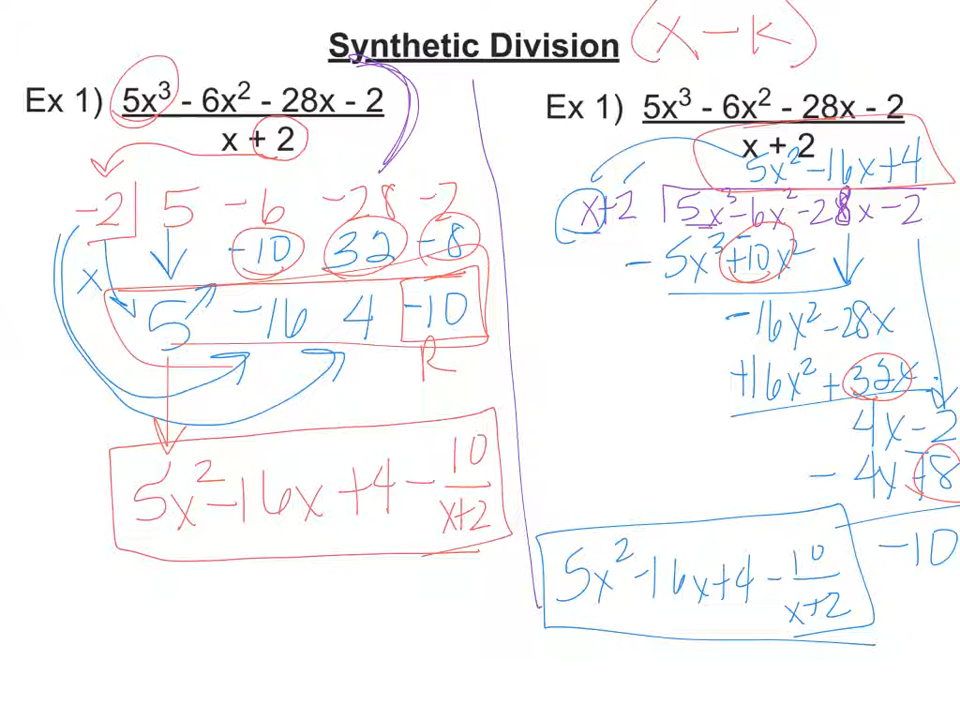 Synthetic Division (x - k)
Ex 1) 5x³ - 6x² - 28x - 2
x + 2
-2 5 -6 -28 -2
-10 32 -8
x
5 -16 4 -10
R
5x² - 16x + 4 - 10
x+2
Ex 1) 5x³ - 6x² - 28x - 2
x + 2
5x² - 16x + 4
x+2 5x³ - 6x² - 28x - 2
- 5x³ + 10x²
-16x² - 28x
+16x² + 32x
4x - 2
- 4x + 8
-10
5x² - 16x + 4 - 10
x+2